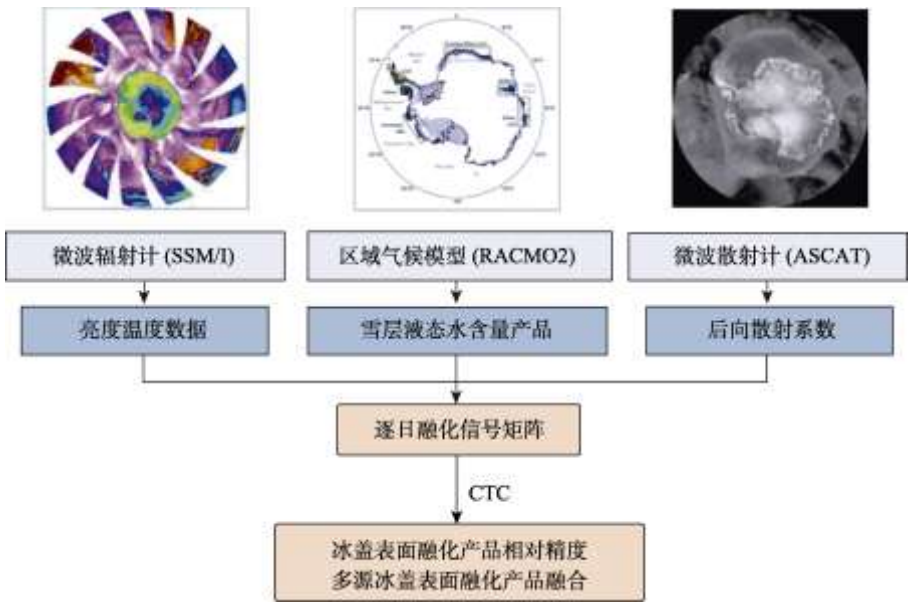 微波辐射计 (SSM/I)
区域气候模型 (RACMO2)
微波散射计 (ASCAT)
亮度温度数据
雪层液态水含量产品
后向散射系数
逐日融化信号矩阵
CTC
冰盖表面融化产品相对精度
多源冰盖表面融化产品融合